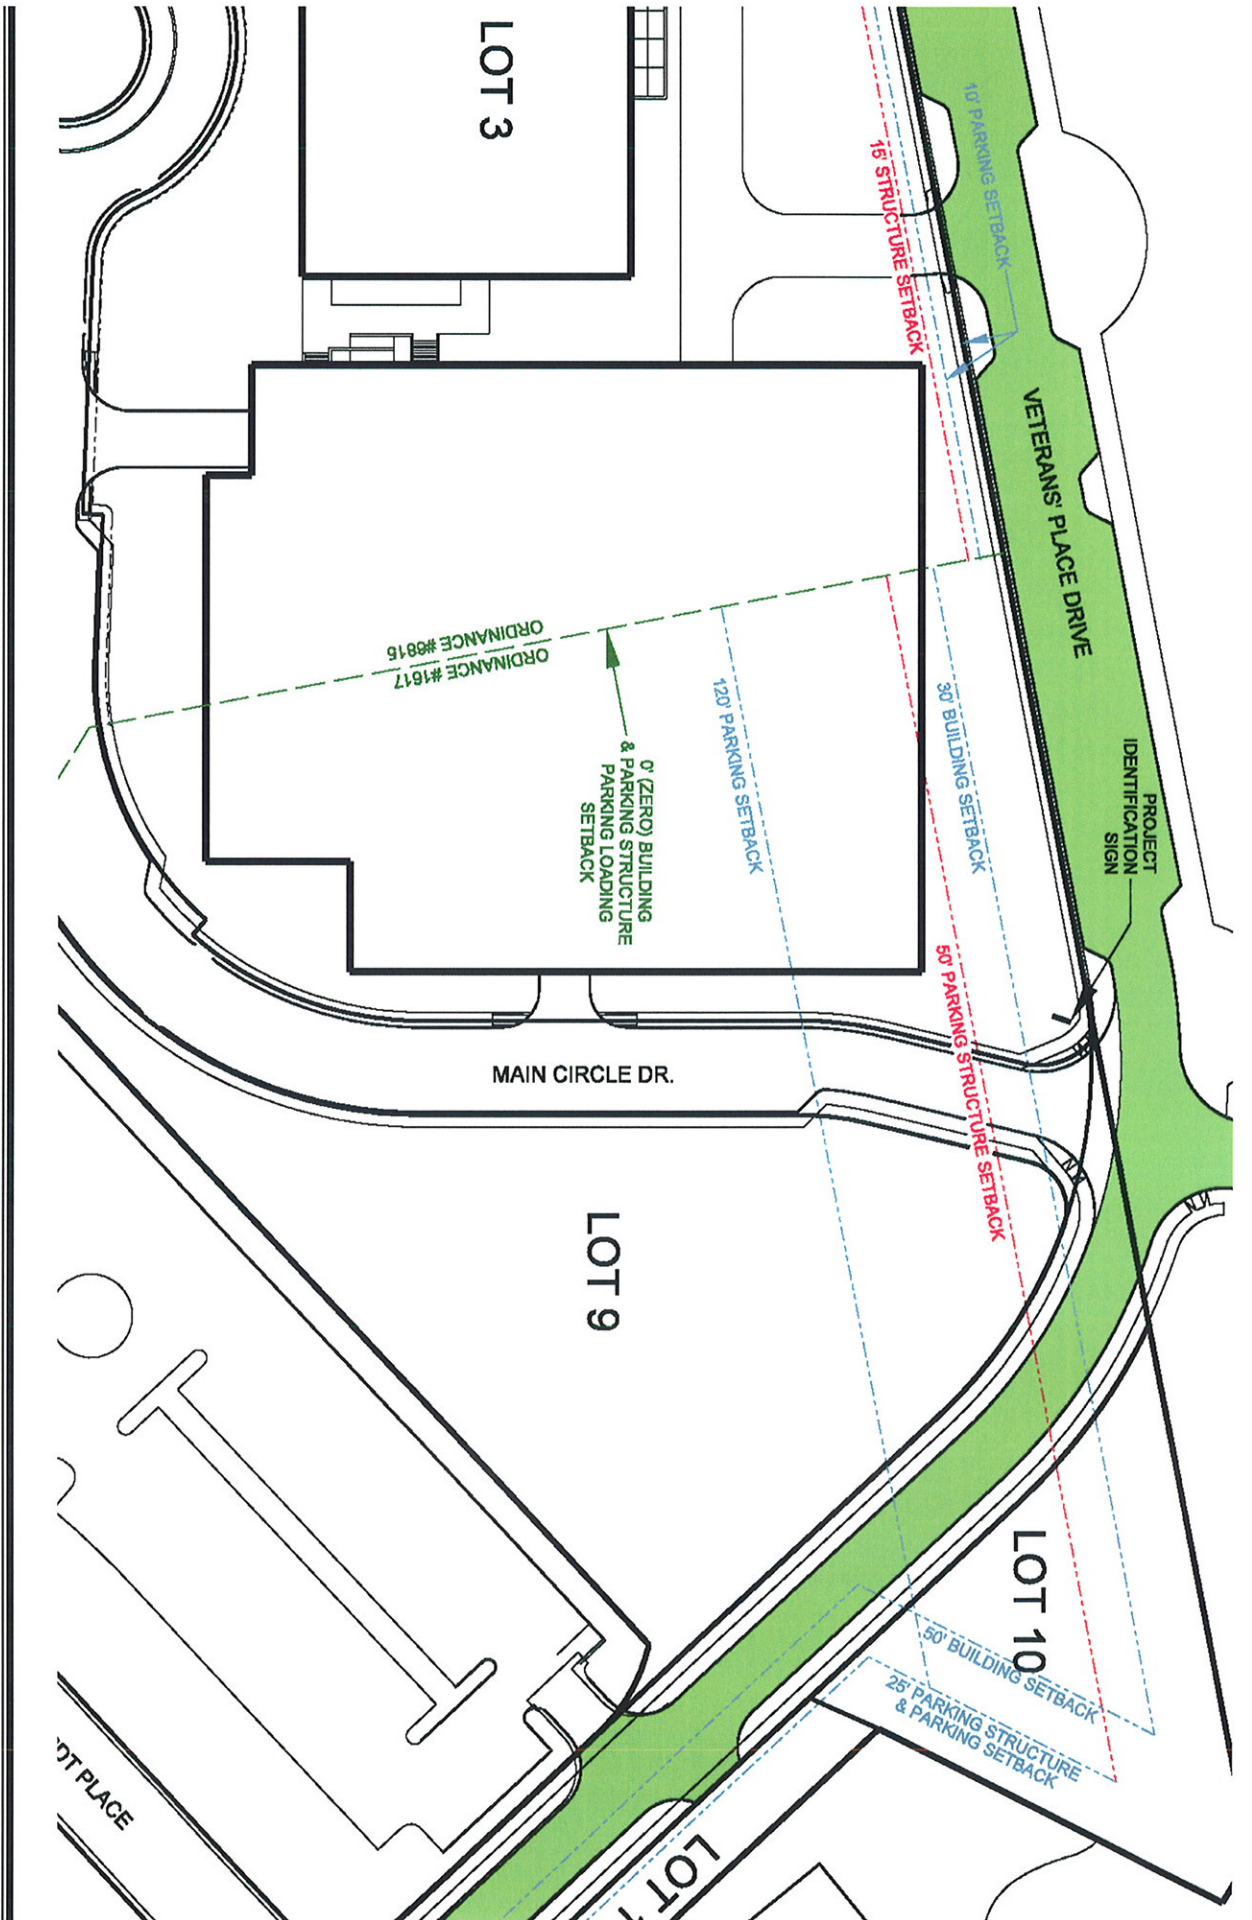 LOT 3
10' PARKING SETBACK
15' STRUCTURE SETBACK
VETERANS' PLACE DRIVE
ORDINANCE #6815
ORDINANCE #1617
0' (ZERO) BUILDING
& PARKING STRUCTURE
PARKING LOADING
SETBACK
120' PARKING SETBACK
30' BUILDING SETBACK
PROJECT
IDENTIFICATION
SIGN
50' PARKING STRUCTURE SETBACK
MAIN CIRCLE DR.
LOT 9
LOT 10
50' BUILDING SETBACK
25' PARKING STRUCTURE
& PARKING SETBACK
PLACE
LOT